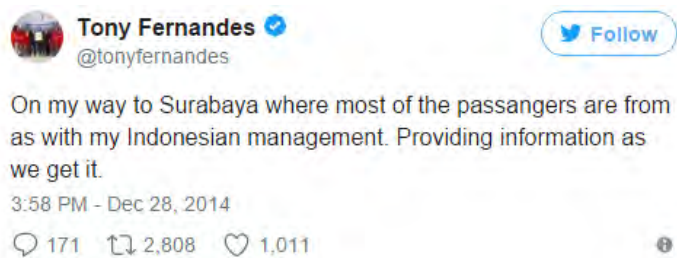 Tony Fernandes
Follow
@tonyfernandes
On my way to Surabaya where most of the passangers are from
as with my Indonesian management. Providing information as
we get it.
3:58 PM - Dec 28, 2014
171 2,808 1,011